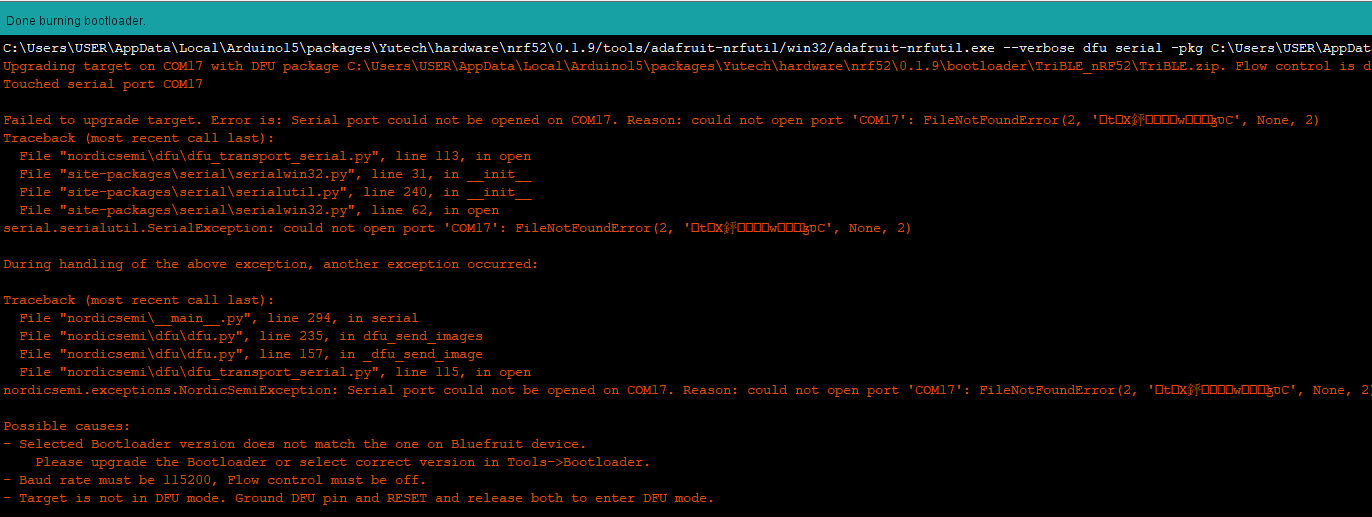 Done burning bootloader.
C:\Users\USER\AppData\Local\Arduino15\packages\Yutech\hardware\nrf52\0.1.9/tools/adafruit-nrfutil/win32/adafruit-nrfutil.exe --verbose dfu serial -pkg C:\Users\USER\AppData
Upgrading target on COM17 with DFU package C:\Users\USER\AppData\Local\Arduino15\packages\Yutech\hardware\nrf52\0.1.9\bootloader\TriBLE_nRF52\TriBLE.zip. Flow control is d
Touched serial port COM17
Failed to upgrade target. Error is: Serial port could not be opened on COM17. Reason: could not open port 'COM17': FileNotFoundError(2, '□t□X□□□□w□□□C', None, 2)
Traceback (most recent call last):
File "nordicsemi\dfu\dfu_transport_serial.py", line 113, in open
File "site-packages\serial\serialwin32.py", line 31, in __init__
File "site-packages\serial\serialutil.py", line 240, in __init__
File "site-packages\serial\serialwin32.py", line 62, in open
serial.serialutil.SerialException: could not open port 'COM17': FileNotFoundError(2, '□t□X□□□□w□□□C', None, 2)
During handling of the above exception, another exception occurred:
Traceback (most recent call last):
File "nordicsemi\__main__.py", line 294, in serial
File "nordicsemi\dfu\dfu.py", line 235, in dfu_send_images
File "nordicsemi\dfu\dfu.py", line 157, in _dfu_send_image
File "nordicsemi\dfu\dfu_transport_serial.py", line 115, in open
nordicsemi.exceptions.NordicSemiException: Serial port could not be opened on COM17. Reason: could not open port 'COM17': FileNotFoundError(2, '□t□X□□□□w□□□C', None, 2
Possible causes:
- Selected Bootloader version does not match the one on Bluefruit device.
Please upgrade the Bootloader or select correct version in Tools->Bootloader.
- Baud rate must be 115200, Flow control must be off.
- Target is not in DFU mode. Ground DFU pin and RESET and release both to enter DFU mode.